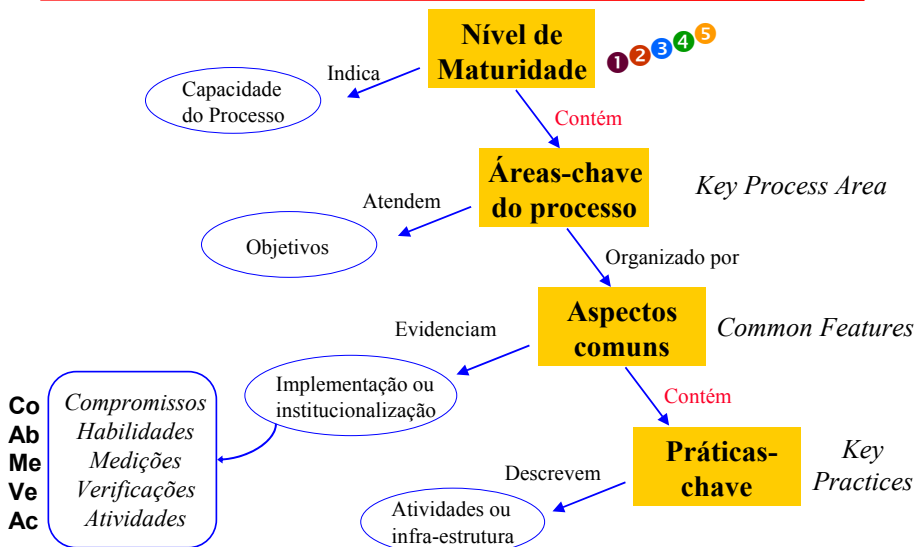 Nível de
Maturidade
❶❷❸❹❺
Indica
Capacidade
do Processo
Contém
Áreas-chave
do processo
Key Process Area
Atendem
Objetivos
Organizado por
Aspectos
comuns
Common Features
Evidenciam
Implementação ou
institucionalização
Contém
Co Compromissos
Ab Habilidades
Me Medições
Ve Verificações
Ac Atividades
Práticas-
chave
Key
Practices
Descrevem
Atividades ou
infra-estrutura